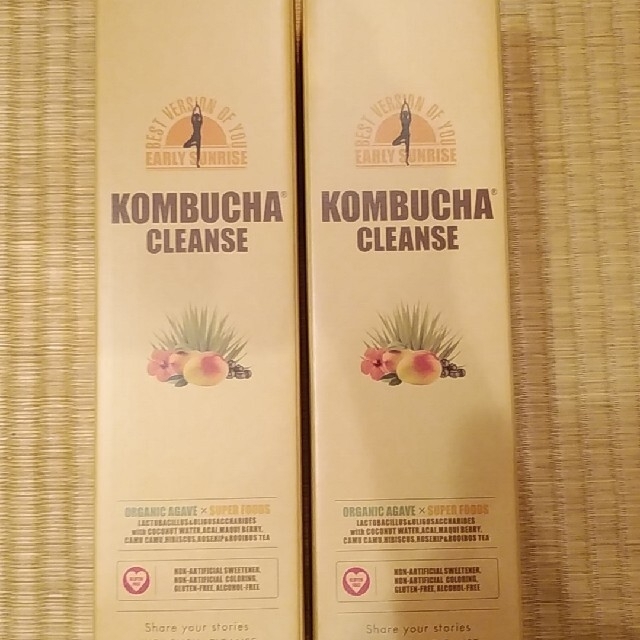 BEST VERSION OF YOU
EARLY SUNRISE
KOMBUCHA®
CLEANSE
ORGANIC AGAVE × SUPER FOODS
LACTOBACILLUS&OLIGOSACCHARIDES
with COCONUT WATER, ACAI, MAQUI BERRY,
CAMU CAMU, HIBISCUS, ROSEHIP&ROOIBOS TEA
GLUTEN
FREE
NON-ARTIFICIAL SWEETENER,
NON-ARTIFICIAL COLORING,
GLUTEN-FREE, ALCOHOL-FREE
Share your stories
BEST VERSION OF YOU
EARLY SUNRISE
KOMBUCHA®
CLEANSE
ORGANIC AGAVE × SUPER FOODS
LACTOBACILLUS&OLIGOSACCHARIDES
with COCONUT WATER, ACAI, MAQUI BERRY,
CAMU CAMU, HIBISCUS, ROSEHIP&ROOIBOS TEA
GLUTEN
FREE
NON-ARTIFICIAL SWEETENER,
NON-ARTIFICIAL COLORING,
GLUTEN-FREE, ALCOHOL-FREE
Share your stories